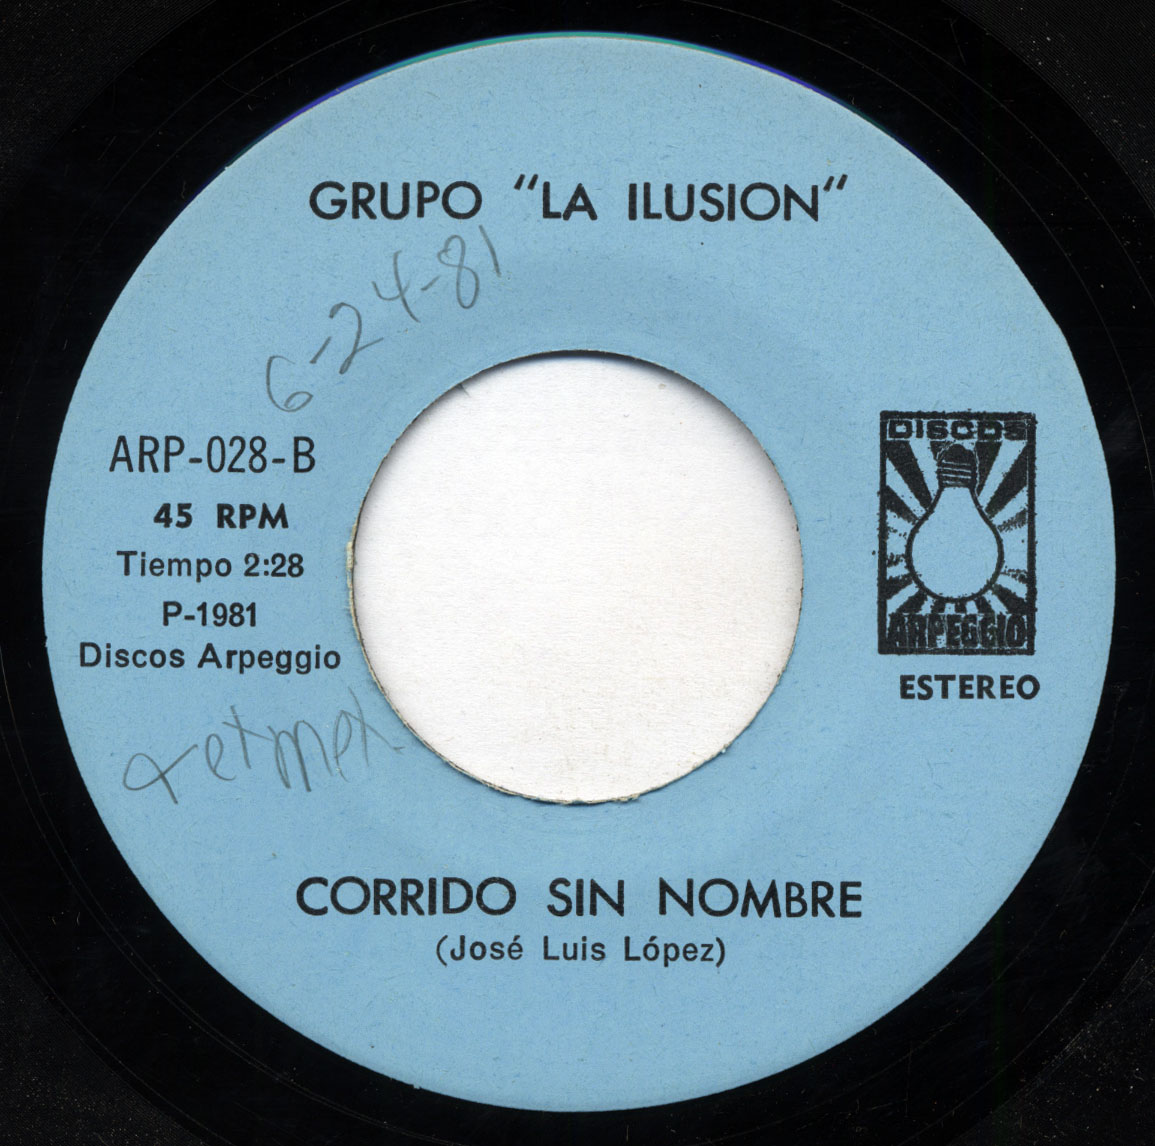 GRUPO "LA ILUSION"
6-24-81
ARP-028-B
45 RPM
Tiempo 2:28
P-1981
Discos Arpeggio
DISCOS
ARPEGGIO
ESTEREO
CORRIDO SIN NOMBRE
(José Luis López)